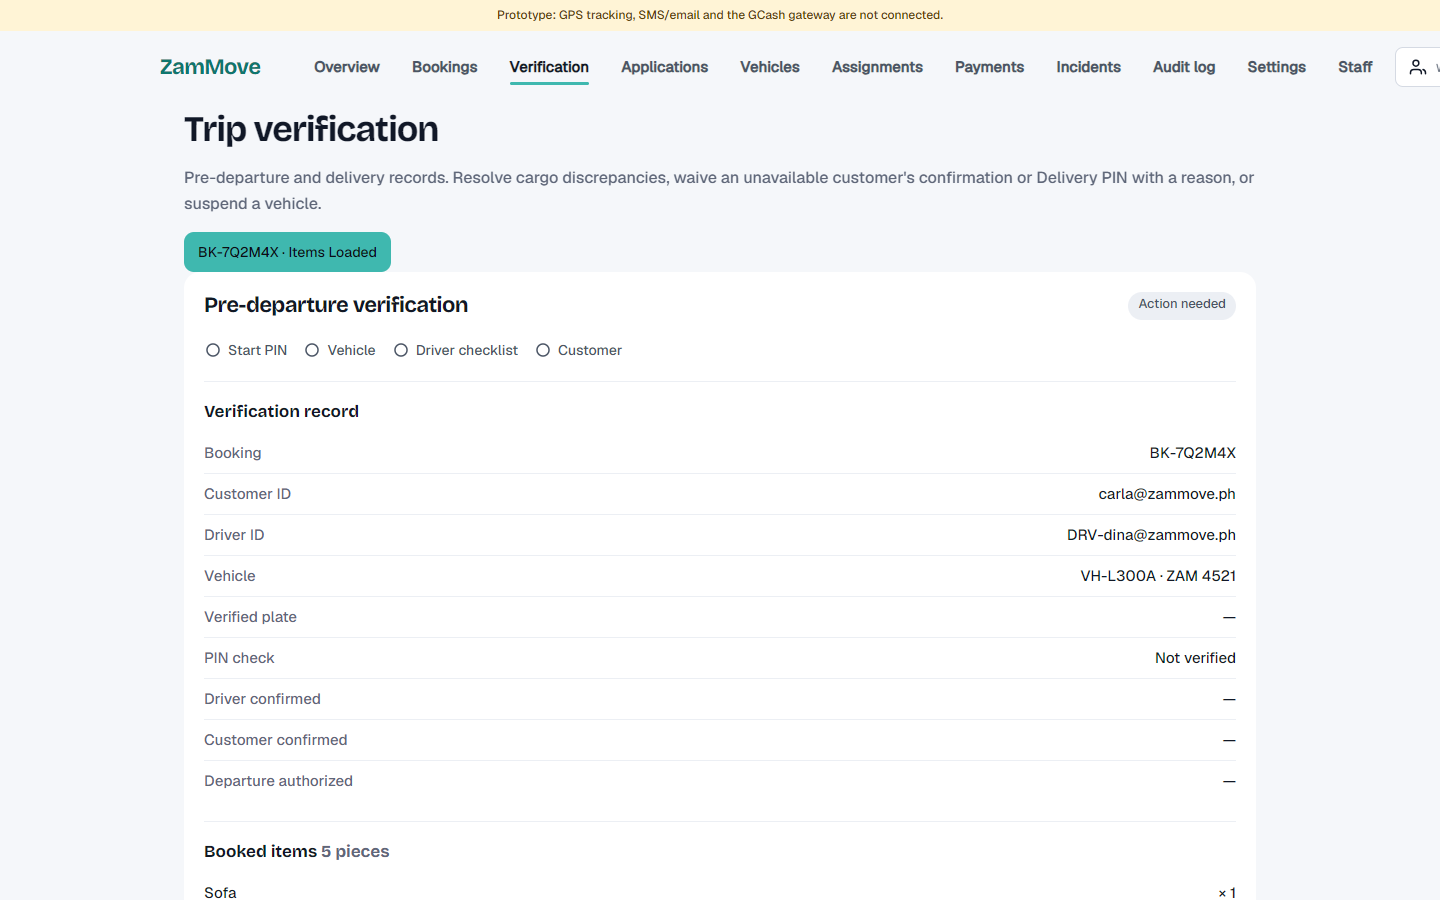 Prototype: GPS tracking, SMS/email and the GCash gateway are not connected.
ZamMove
Overview
Bookings
Verification
Applications
Vehicles
Assignments
Payments
Incidents
Audit log
Settings
Staff
Trip verification
Pre-departure and delivery records. Resolve cargo discrepancies, waive an unavailable customer's confirmation or Delivery PIN with a reason, or
suspend a vehicle.
BK-7Q2M4X · Items Loaded
Pre-departure verification
Action needed
Start PIN
Vehicle
Driver checklist
Customer
Verification record
Booking BK-7Q2M4X
Customer ID carla@zammove.ph
Driver ID DRV-dina@zammove.ph
Vehicle VH-L300A · ZAM 4521
Verified plate —
PIN check Not verified
Driver confirmed —
Customer confirmed —
Departure authorized —
Booked items 5 pieces
Sofa × 1